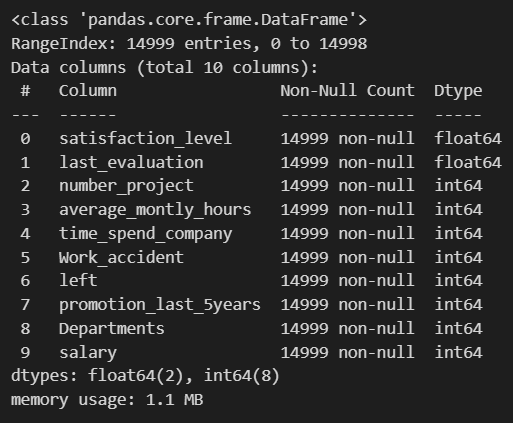 <class 'pandas.core.frame.DataFrame'>
RangeIndex: 14999 entries, 0 to 14998
Data columns (total 10 columns):
 #   Column                 Non-Null Count  Dtype
---  ------                 --------------  -----
 0   satisfaction_level     14999 non-null  float64
 1   last_evaluation        14999 non-null  float64
 2   number_project         14999 non-null  int64
 3   average_montly_hours   14999 non-null  int64
 4   time_spend_company     14999 non-null  int64
 5   Work_accident          14999 non-null  int64
 6   left                   14999 non-null  int64
 7   promotion_last_5years  14999 non-null  int64
 8   Departments            14999 non-null  int64
 9   salary                 14999 non-null  int64
dtypes: float64(2), int64(8)
memory usage: 1.1 MB